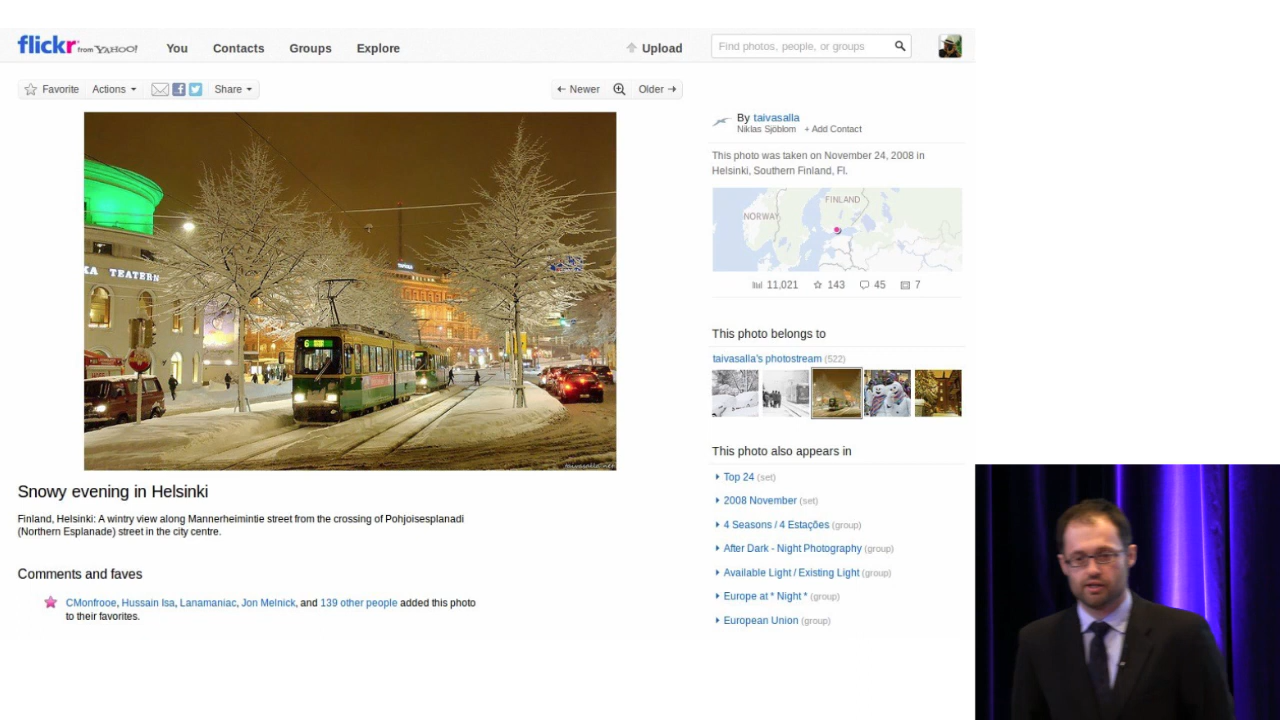 flickr from YAHOO!
You Contacts Groups Explore Upload Find photos, people, or groups
Favorite Actions Share Newer Older
By taivasalla
Niklas Sjöblom + Add Contact
This photo was taken on November 24, 2008 in
Helsinki, Southern Finland, FI.
NORWAY FINLAND
11,021 143 45 7
KA TEATERN
6
This photo belongs to
taivasalla's photostream (522)
This photo also appears in
Top 24 (set)
2008 November (set)
4 Seasons / 4 Estações (group)
After Dark - Night Photography (group)
Available Light / Existing Light (group)
Europe at * Night * (group)
European Union (group)
Snowy evening in Helsinki
Finland, Helsinki: A wintry view along Mannerheimintie street from the crossing of Pohjoisesplanadi
(Northern Esplanade) street in the city centre.
Comments and faves
CMonfrooe, Hussain Isa, Lanamaniac, Jon Melnick, and 139 other people added this photo
to their favorites.